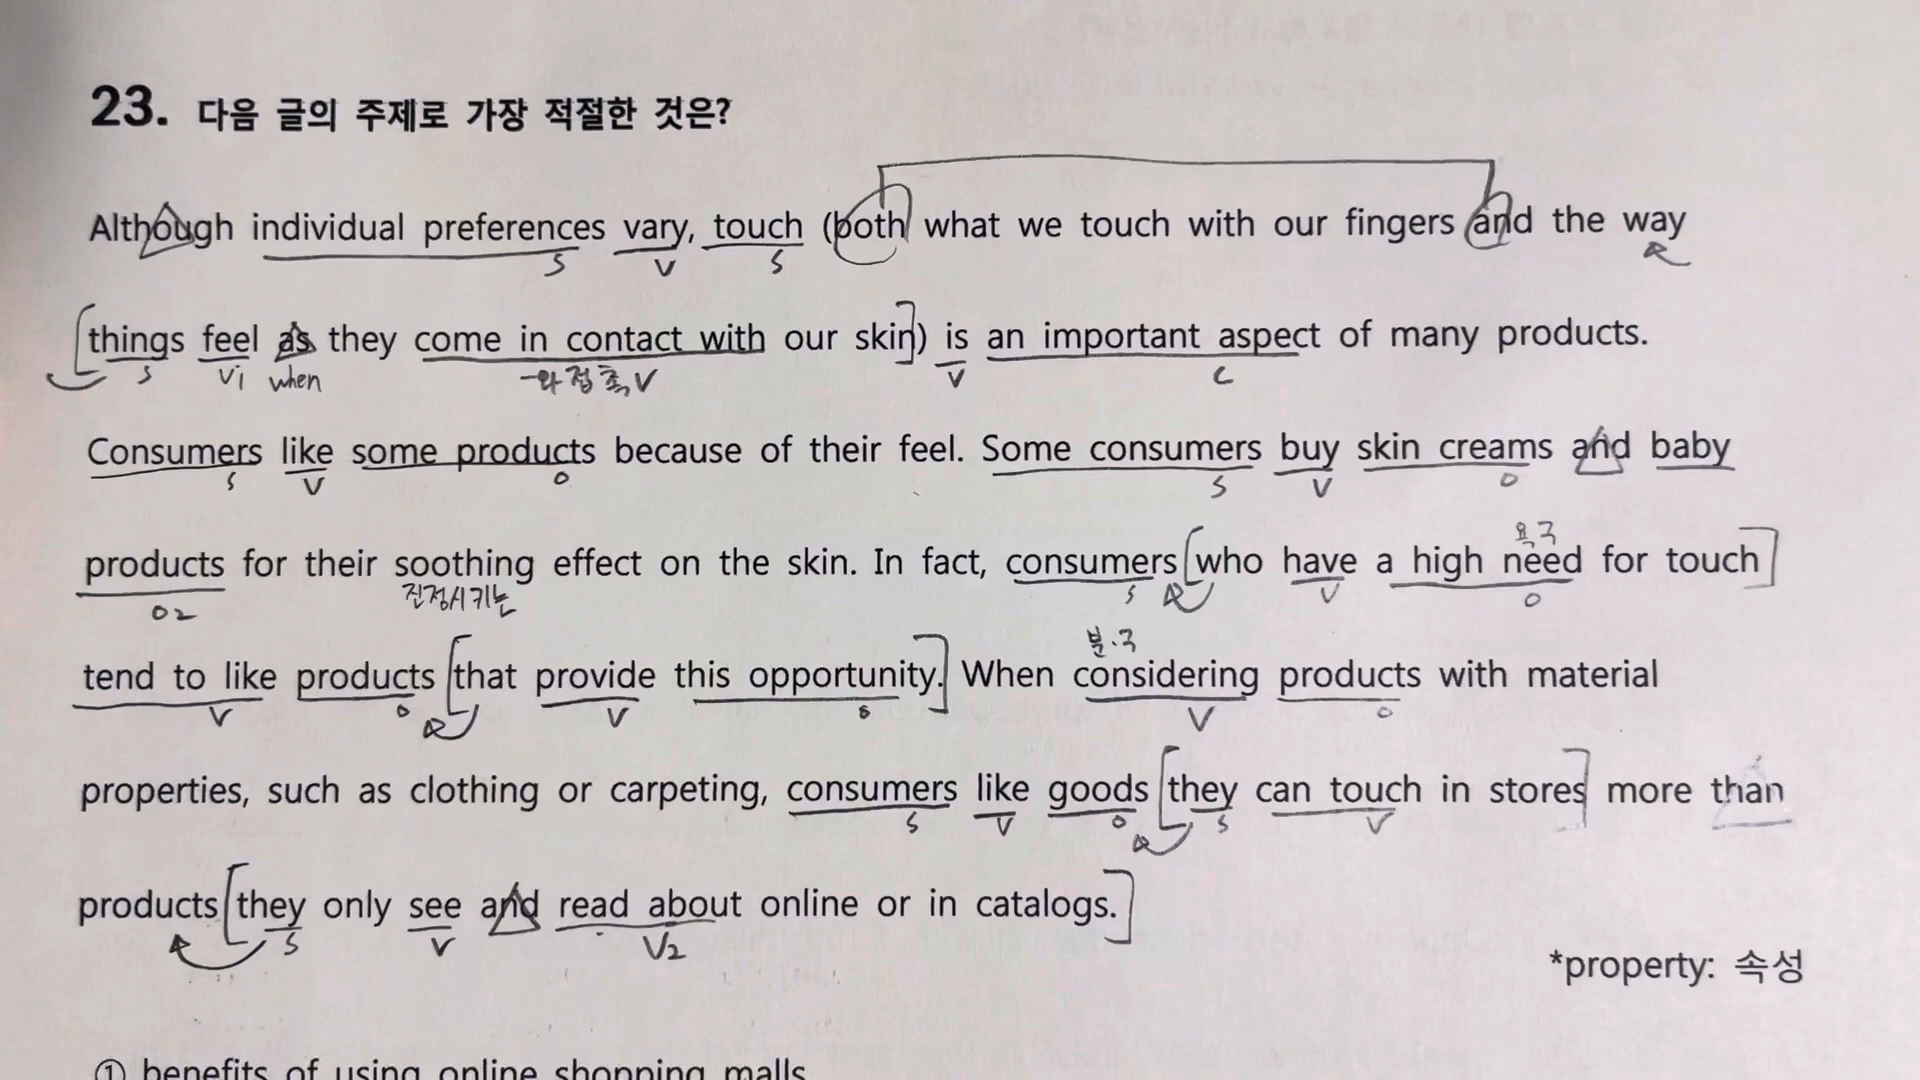 23. 다음 글의 주제로 가장 적절한 것은?
Although individual preferences vary, touch (both what we touch with our fingers and the way
S V S
things feel as they come in contact with our skin) is an important aspect of many products.
S Vi when ~와 접촉V V C
Consumers like some products because of their feel. Some consumers buy skin creams and baby
S V O S V O
욕구
products for their soothing effect on the skin. In fact, consumers who have a high need for touch
O2 진정시키는 S V O
분.구
tend to like products that provide this opportunity. When considering products with material
V O V O V O
properties, such as clothing or carpeting, consumers like goods they can touch in stores more than
S V O S V
products they only see and read about online or in catalogs.
S V V2
*property: 속성
① benefits of using online shopping malls